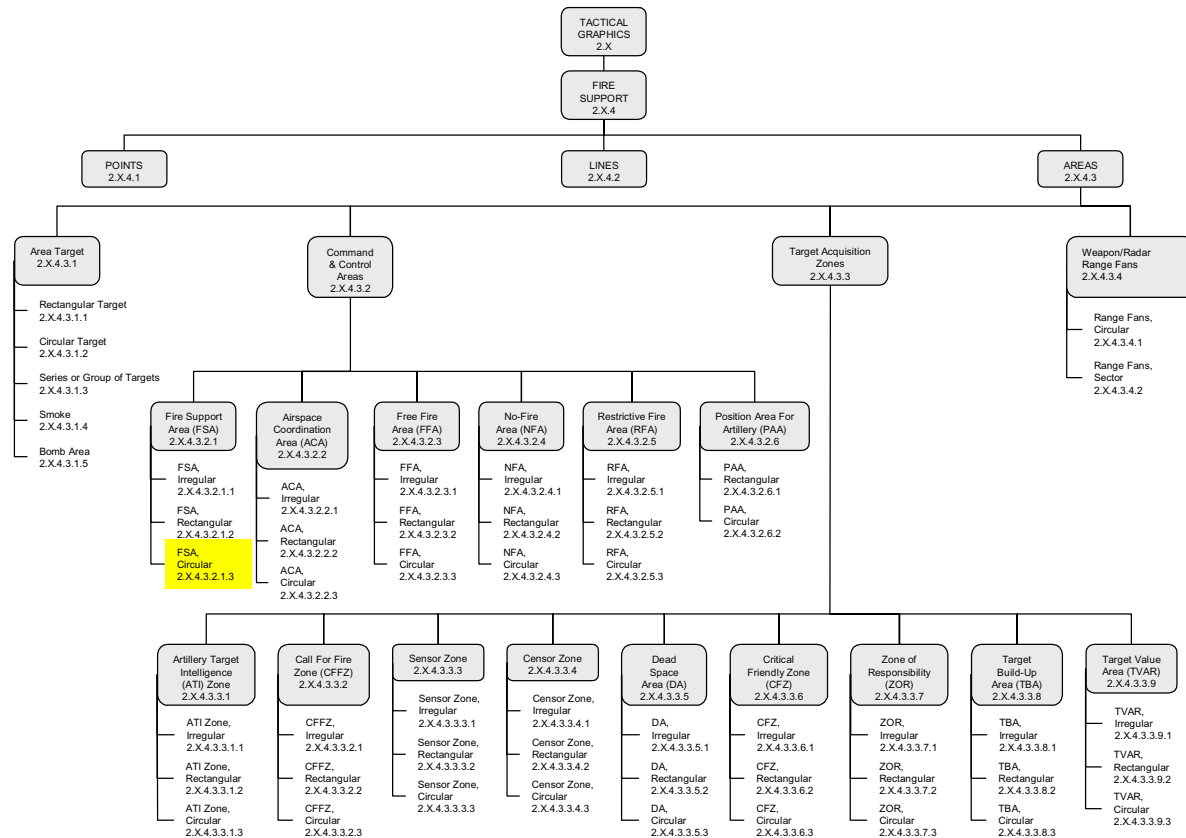 TACTICAL
GRAPHICS
2.X
FIRE
SUPPORT
2.X.4
POINTS
2.X.4.1
LINES
2.X.4.2
AREAS
2.X.4.3
Area Target
2.X.4.3.1
Rectangular Target
2.X.4.3.1.1
Circular Target
2.X.4.3.1.2
Series or Group of Targets
2.X.4.3.1.3
Smoke
2.X.4.3.1.4
Bomb Area
2.X.4.3.1.5
Command
& Control
Areas
2.X.4.3.2
Target Acquisition
Zones
2.X.4.3.3
Weapon/Radar
Range Fans
2.X.4.3.4
Range Fans,
Circular
2.X.4.3.4.1
Range Fans,
Sector
2.X.4.3.4.2
Fire Support
Area (FSA)
2.X.4.3.2.1
FSA,
Irregular
2.X.4.3.2.1.1
FSA,
Rectangular
2.X.4.3.2.1.2
FSA,
Circular
2.X.4.3.2.1.3
Airspace
Coordination
Area (ACA)
2.X.4.3.2.2
ACA,
Irregular
2.X.4.3.2.2.1
ACA,
Rectangular
2.X.4.3.2.2.2
ACA,
Circular
2.X.4.3.2.2.3
Free Fire
Area (FFA)
2.X.4.3.2.3
FFA,
Irregular
2.X.4.3.2.3.1
FFA,
Rectangular
2.X.4.3.2.3.2
FFA,
Circular
2.X.4.3.2.3.3
No-Fire
Area (NFA)
2.X.4.3.2.4
NFA,
Irregular
2.X.4.3.2.4.1
NFA,
Rectangular
2.X.4.3.2.4.2
NFA,
Circular
2.X.4.3.2.4.3
Restrictive Fire
Area (RFA)
2.X.4.3.2.5
RFA,
Irregular
2.X.4.3.2.5.1
RFA,
Rectangular
2.X.4.3.2.5.2
RFA,
Circular
2.X.4.3.2.5.3
Position Area For
Artillery (PAA)
2.X.4.3.2.6
PAA,
Rectangular
2.X.4.3.2.6.1
PAA,
Circular
2.X.4.3.2.6.2
Artillery Target
Intelligence
(ATI) Zone
2.X.4.3.3.1
ATI Zone,
Irregular
2.X.4.3.3.1.1
ATI Zone,
Rectangular
2.X.4.3.3.1.2
ATI Zone,
Circular
2.X.4.3.3.1.3
Call For Fire
Zone (CFFZ)
2.X.4.3.3.2
CFFZ,
Irregular
2.X.4.3.3.2.1
CFFZ,
Rectangular
2.X.4.3.3.2.2
CFFZ,
Circular
2.X.4.3.3.2.3
Sensor Zone
2.X.4.3.3.3
Sensor Zone,
Irregular
2.X.4.3.3.3.1
Sensor Zone,
Rectangular
2.X.4.3.3.3.2
Sensor Zone,
Circular
2.X.4.3.3.3.3
Censor Zone
2.X.4.3.3.4
Censor Zone,
Irregular
2.X.4.3.3.4.1
Censor Zone,
Rectangular
2.X.4.3.3.4.2
Censor Zone,
Circular
2.X.4.3.3.4.3
Dead
Space
Area (DA)
2.X.4.3.3.5
DA,
Irregular
2.X.4.3.3.5.1
DA,
Rectangular
2.X.4.3.3.5.2
DA,
Circular
2.X.4.3.3.5.3
Critical
Friendly Zone
(CFZ)
2.X.4.3.3.6
CFZ,
Irregular
2.X.4.3.3.6.1
CFZ,
Rectangular
2.X.4.3.3.6.2
CFZ,
Circular
2.X.4.3.3.6.3
Zone of
Responsibility
(ZOR)
2.X.4.3.3.7
ZOR,
Irregular
2.X.4.3.3.7.1
ZOR,
Rectangular
2.X.4.3.3.7.2
ZOR,
Circular
2.X.4.3.3.7.3
Target
Build-Up
Area (TBA)
2.X.4.3.3.8
TBA,
Irregular
2.X.4.3.3.8.1
TBA,
Rectangular
2.X.4.3.3.8.2
TBA,
Circular
2.X.4.3.3.8.3
Target Value
Area (TVAR)
2.X.4.3.3.9
TVAR,
Irregular
2.X.4.3.3.9.1
TVAR,
Rectangular
2.X.4.3.3.9.2
TVAR,
Circular
2.X.4.3.3.9.3